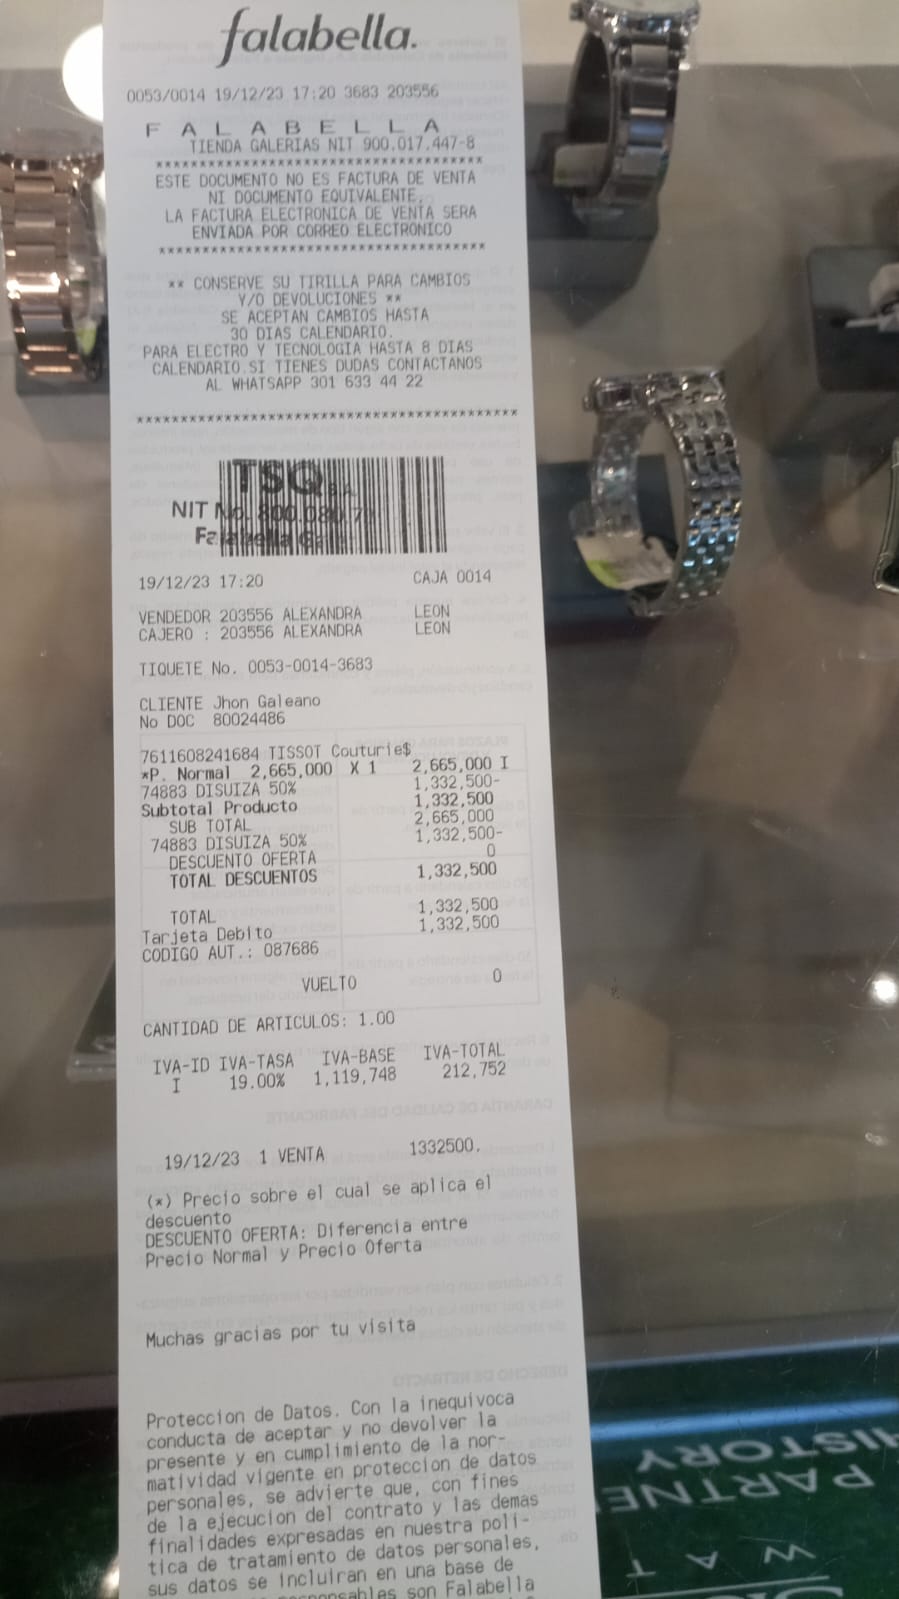 falabella.
0053/0014 19/12/23 17:20 3683 203556
F A L A B E L L A
TIENDA GALERIAS NIT 900.017.447-8
************************************
ESTE DOCUMENTO NO ES FACTURA DE VENTA
NI DOCUMENTO EQUIVALENTE,
LA FACTURA ELECTRONICA DE VENTA SERA
ENVIADA POR CORREO ELECTRONICO
************************************
** CONSERVE SU TIRILLA PARA CAMBIOS
Y/O DEVOLUCIONES **
SE ACEPTAN CAMBIOS HASTA
30 DIAS CALENDARIO.
PARA ELECTRO Y TECNOLOGIA HASTA 8 DIAS
CALENDARIO.SI TIENES DUDAS CONTACTANOS
AL WHATSAPP 301 633 44 22
******************************************
TSQ S.A.
NIT No. 800.080.7
Falabella
19/12/23 17:20 CAJA 0014
VENDEDOR 203556 ALEXANDRA LEON
CAJERO : 203556 ALEXANDRA LEON
TIQUETE No. 0053-0014-3683
CLIENTE Jhon Galeano
No DOC 80024486
7611608241684 TISSOT Couturie$
*P. Normal 2,665,000 X 1 2,665,000 I
74883 DISUIZA 50% 1,332,500-
Subtotal Producto 1,332,500
SUB TOTAL 2,665,000
74883 DISUIZA 50% 1,332,500-
DESCUENTO OFERTA 0
TOTAL DESCUENTOS 1,332,500
TOTAL 1,332,500
Tarjeta Debito 1,332,500
CODIGO AUT.: 087686
VUELTO 0
CANTIDAD DE ARTICULOS: 1.00
IVA-ID IVA-TASA IVA-BASE IVA-TOTAL
I 19.00% 1,119,748 212,752
19/12/23 1 VENTA 1332500.
(*) Precio sobre el cual se aplica el
descuento
DESCUENTO OFERTA: Diferencia entre
Precio Normal y Precio Oferta
Muchas gracias por tu visita
Proteccion de Datos. Con la inequivoca
conducta de aceptar y no devolver la
presente y en cumplimiento de la nor-
matividad vigente en proteccion de datos
personales, se advierte que, con fines
de la ejecucion del contrato y las demas
finalidades expresadas en nuestra poli-
tica de tratamiento de datos personales,
sus datos se incluiran en una base de
responsables son Falabella
HISTORY
PARTNE
WAT